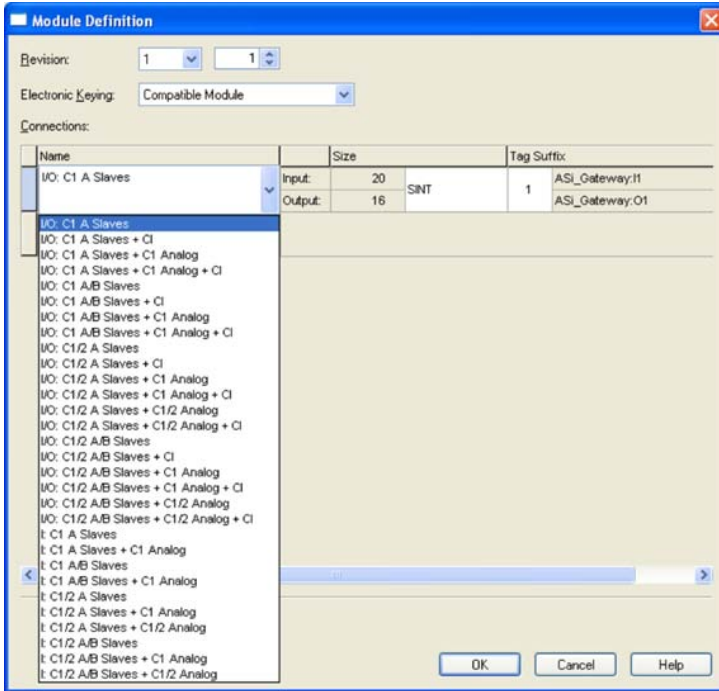 Module Definition
Revision: 1 1
Electronic Keying: Compatible Module
Connections:
Name Size Tag Suffix
I/O: C1 A Slaves Input: 20 SINT 1 ASi_Gateway:I1
Output: 16 ASi_Gateway:O1
I/O: C1 A Slaves
I/O: C1 A Slaves + CI
I/O: C1 A Slaves + C1 Analog
I/O: C1 A Slaves + C1 Analog + CI
I/O: C1 A/B Slaves
I/O: C1 A/B Slaves + CI
I/O: C1 A/B Slaves + C1 Analog
I/O: C1 A/B Slaves + C1 Analog + CI
I/O: C1/2 A Slaves
I/O: C1/2 A Slaves + CI
I/O: C1/2 A Slaves + C1 Analog
I/O: C1/2 A Slaves + C1 Analog + CI
I/O: C1/2 A Slaves + C1/2 Analog
I/O: C1/2 A Slaves + C1/2 Analog + CI
I/O: C1/2 A/B Slaves
I/O: C1/2 A/B Slaves + CI
I/O: C1/2 A/B Slaves + C1 Analog
I/O: C1/2 A/B Slaves + C1 Analog + CI
I/O: C1/2 A/B Slaves + C1/2 Analog
I/O: C1/2 A/B Slaves + C1/2 Analog + CI
I: C1 A Slaves
I: C1 A Slaves + C1 Analog
I: C1 A/B Slaves
I: C1 A/B Slaves + C1 Analog
I: C1/2 A Slaves
I: C1/2 A Slaves + C1 Analog
I: C1/2 A Slaves + C1/2 Analog
I: C1/2 A/B Slaves
I: C1/2 A/B Slaves + C1 Analog
I: C1/2 A/B Slaves + C1/2 Analog
OK Cancel Help